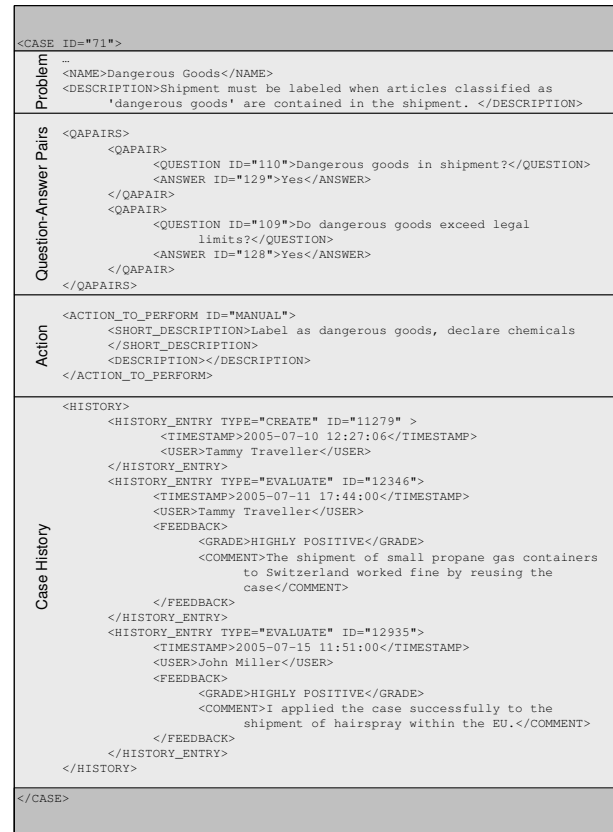 <CASE ID="71">
Problem
…
<NAME>Dangerous Goods</NAME>
<DESCRIPTION>Shipment must be labeled when articles classified as
'dangerous goods' are contained in the shipment. </DESCRIPTION>
Question-Answer Pairs
<QAPAIRS>
<QAPAIR>
<QUESTION ID="110">Dangerous goods in shipment?</QUESTION>
<ANSWER ID="129">Yes</ANSWER>
</QAPAIR>
<QAPAIR>
<QUESTION ID="109">Do dangerous goods exceed legal
limits?</QUESTION>
<ANSWER ID="128">Yes</ANSWER>
</QAPAIR>
</QAPAIRS>
Action
<ACTION_TO_PERFORM ID="MANUAL">
<SHORT_DESCRIPTION>Label as dangerous goods, declare chemicals
</SHORT_DESCRIPTION>
<DESCRIPTION></DESCRIPTION>
</ACTION_TO_PERFORM>
Case History
<HISTORY>
<HISTORY_ENTRY TYPE="CREATE" ID="11279" >
<TIMESTAMP>2005-07-10 12:27:06</TIMESTAMP>
<USER>Tammy Traveller</USER>
</HISTORY_ENTRY>
<HISTORY_ENTRY TYPE="EVALUATE" ID="12346">
<TIMESTAMP>2005-07-11 17:44:00</TIMESTAMP>
<USER>Tammy Traveller</USER>
<FEEDBACK>
<GRADE>HIGHLY POSITIVE</GRADE>
<COMMENT>The shipment of small propane gas containers
to Switzerland worked fine by reusing the
case</COMMENT>
</FEEDBACK>
</HISTORY_ENTRY>
<HISTORY_ENTRY TYPE="EVALUATE" ID="12935">
<TIMESTAMP>2005-07-15 11:51:00</TIMESTAMP>
<USER>John Miller</USER>
<FEEDBACK>
<GRADE>HIGHLY POSITIVE</GRADE>
<COMMENT>I applied the case successfully to the
shipment of hairspray within the EU.</COMMENT>
</FEEDBACK>
</HISTORY_ENTRY>
</HISTORY>
</CASE>